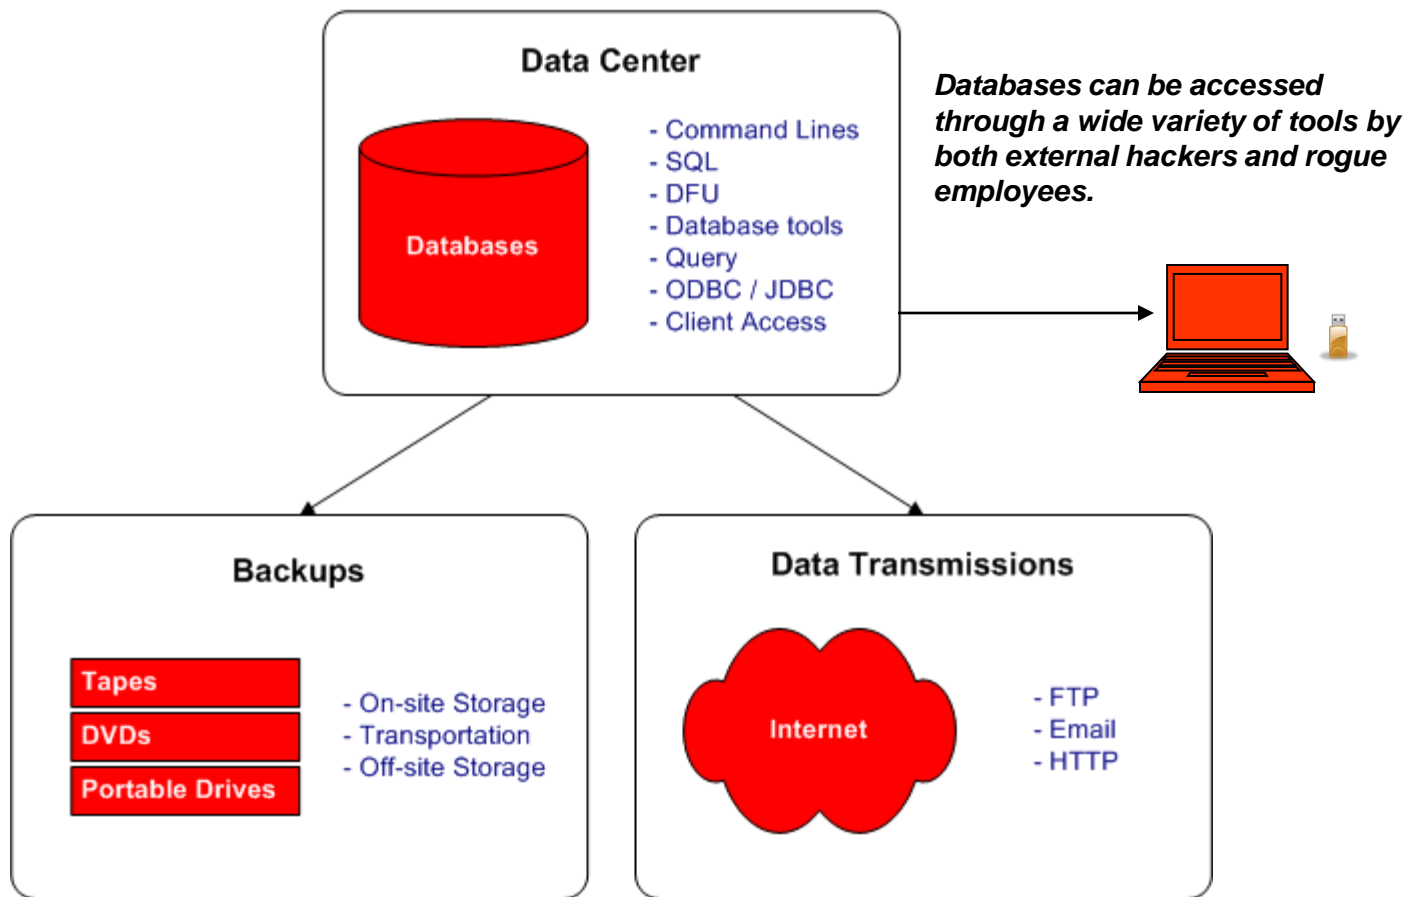 Data Center
Databases
- Command Lines
- SQL
- DFU
- Database tools
- Query
- ODBC / JDBC
- Client Access
Databases can be accessed
through a wide variety of tools by
both external hackers and rogue
employees.
Backups
Tapes
DVDs
Portable Drives
- On-site Storage
- Transportation
- Off-site Storage
Data Transmissions
Internet
- FTP
- Email
- HTTP